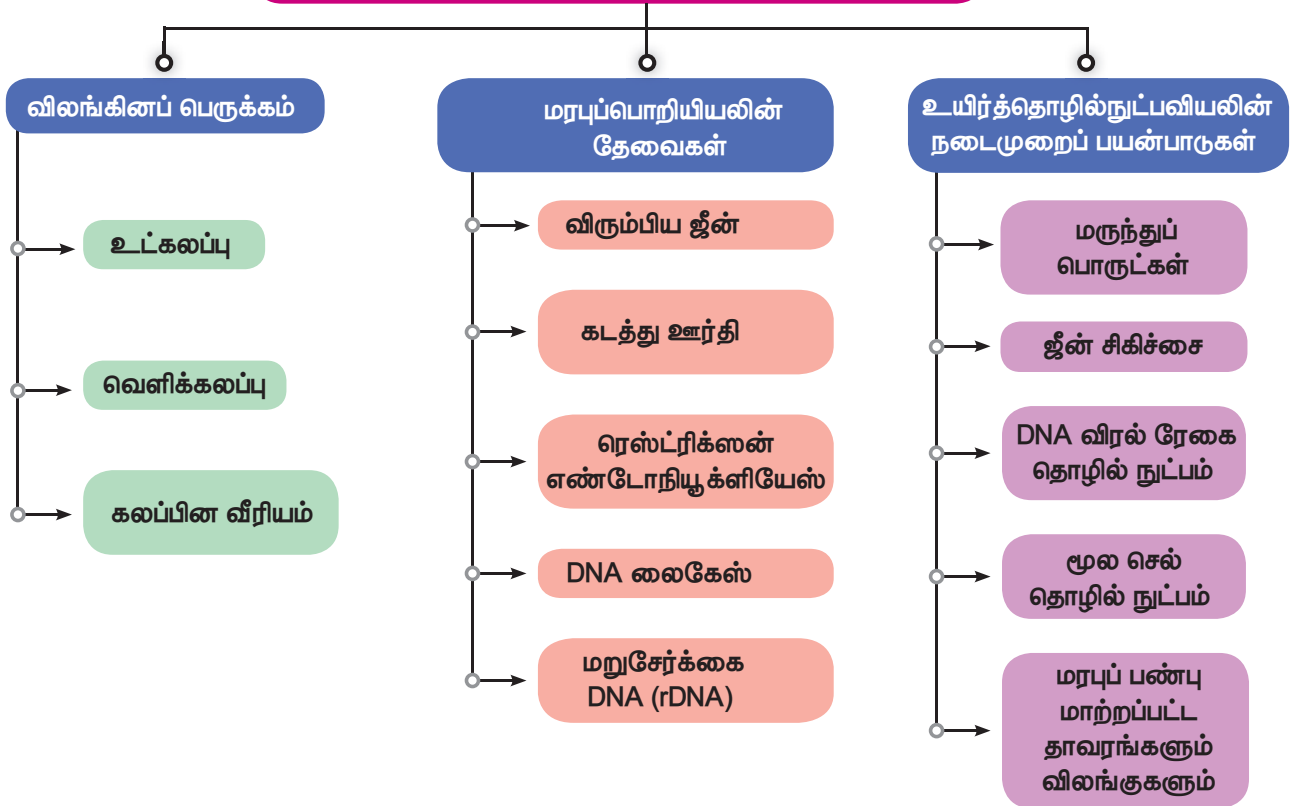 விலங்கினப் பெருக்கம்
உட்கலப்பு
வெளிக்கலப்பு
கலப்பின வீரியம்
மரபுப்பொறியியலின்
தேவைகள்
விரும்பிய ஜீன்
கடத்து ஊர்தி
ரெஸ்ட்ரிக்ஸன்
எண்டோநியூக்ளியேஸ்
DNA லைகேஸ்
மறுசேர்க்கை
DNA (rDNA)
உயிர்த்தொழில்நுட்பவியலின்
நடைமுறைப் பயன்பாடுகள்
மருந்துப்
பொருட்கள்
ஜீன் சிகிச்சை
DNA விரல் ரேகை
தொழில் நுட்பம்
மூல செல்
தொழில் நுட்பம்
மரபுப் பண்பு
மாற்றப்பட்ட
தாவரங்களும்
விலங்குகளும்